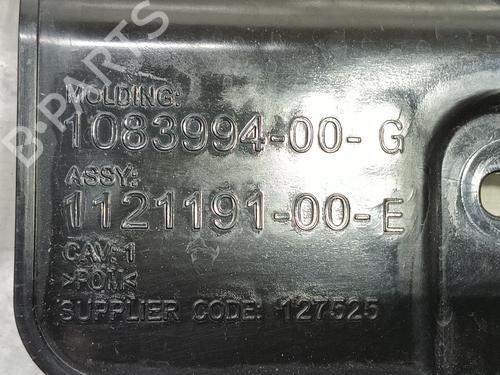 B-PARTS
MOLDING:
1083994-00-G
ASSY:
1121191-00-E
CAV: 1
>POM<
SUPPLIER CODE: 127525